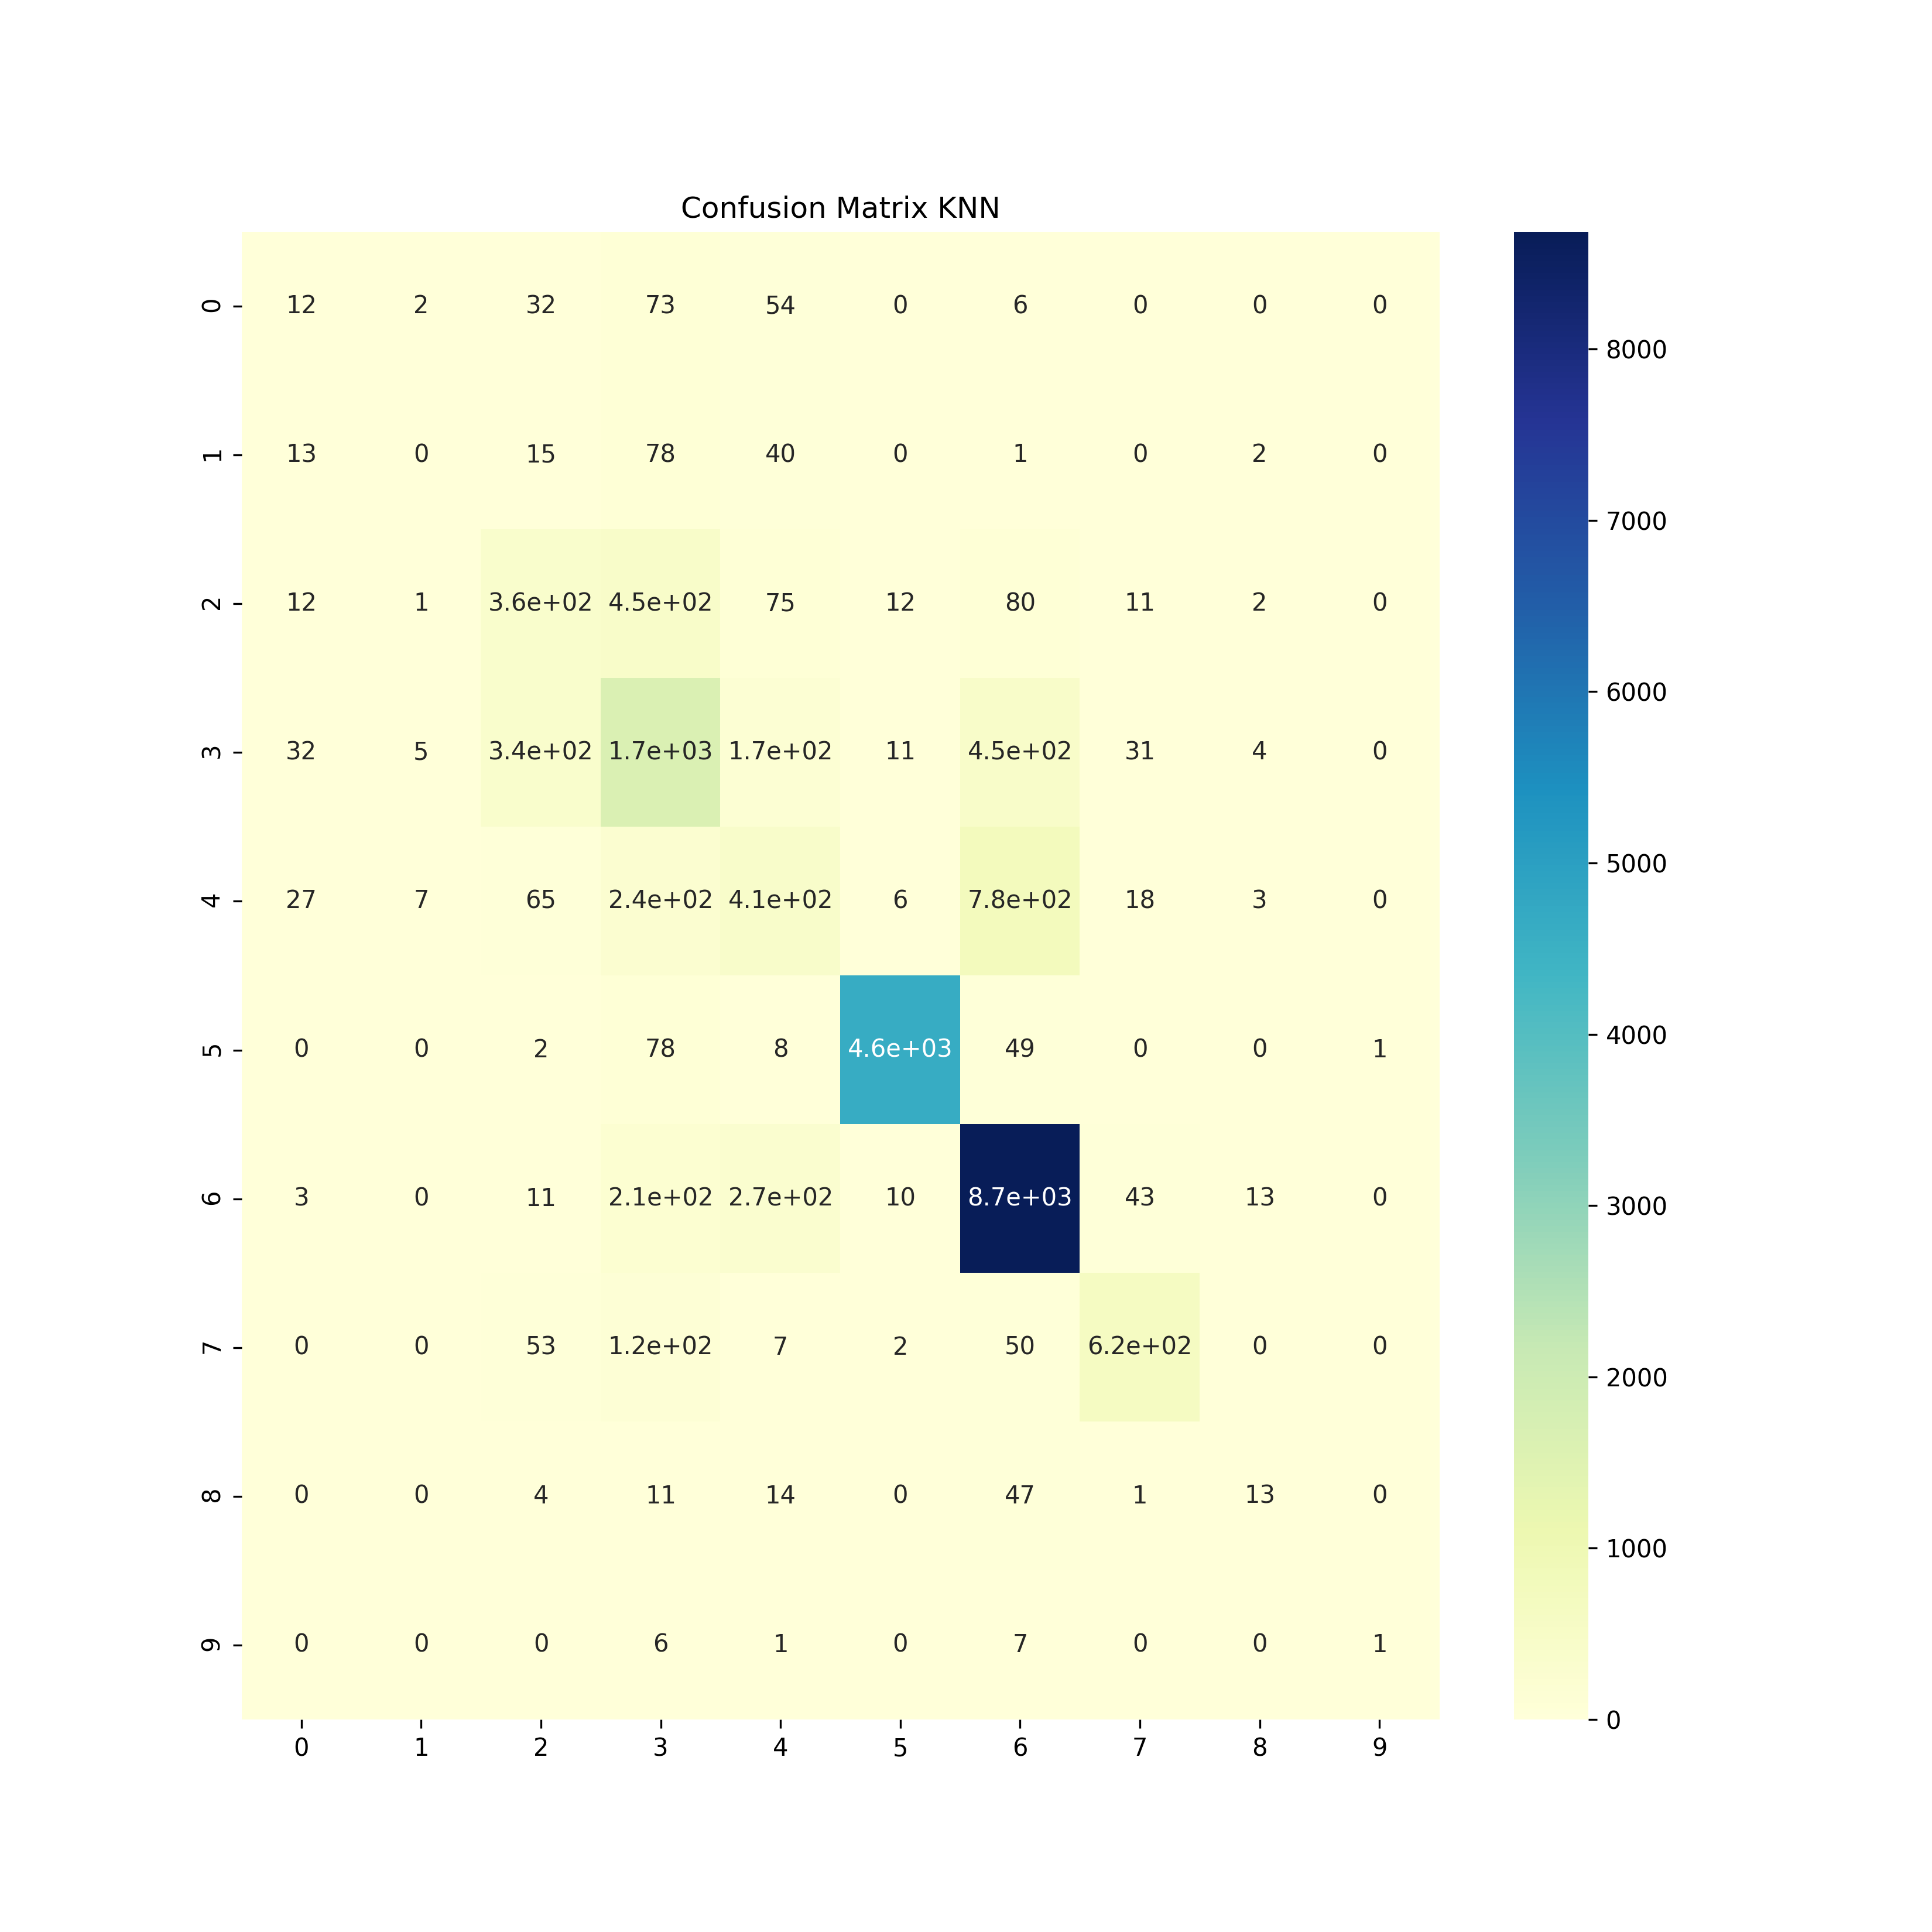 Confusion Matrix KNN
0 12 2 32 73 54 0 6 0 0 0
1 13 0 15 78 40 0 1 0 2 0
2 12 1 3.6e+02 4.5e+02 75 12 80 11 2 0
3 32 5 3.4e+02 1.7e+03 1.7e+02 11 4.5e+02 31 4 0
4 27 7 65 2.4e+02 4.1e+02 6 7.8e+02 18 3 0
5 0 0 2 78 8 4.6e+03 49 0 0 1
6 3 0 11 2.1e+02 2.7e+02 10 8.7e+03 43 13 0
7 0 0 53 1.2e+02 7 2 50 6.2e+02 0 0
8 0 0 4 11 14 0 47 1 13 0
9 0 0 0 6 1 0 7 0 0 1
0 1 2 3 4 5 6 7 8 9
8000
7000
6000
5000
4000
3000
2000
1000
0